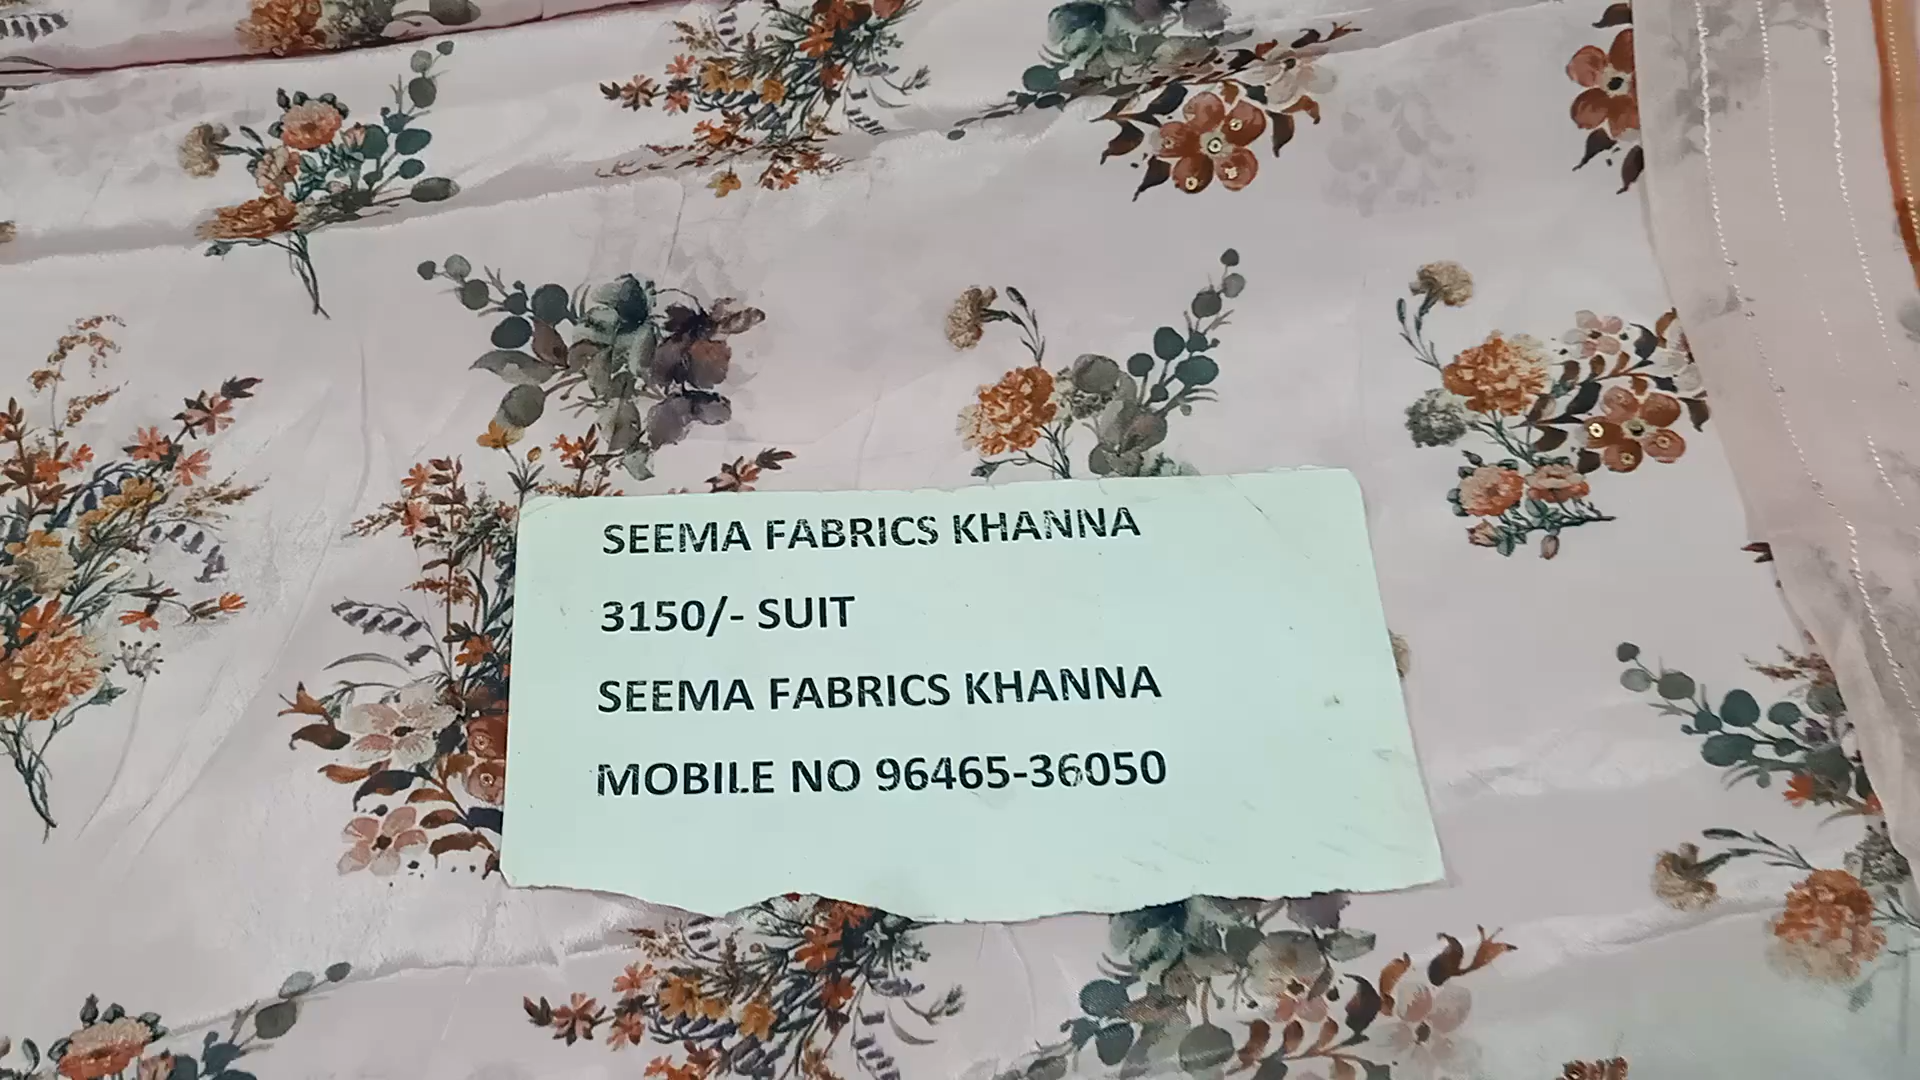 SEEMA FABRICS KHANNA
3150/- SUIT
SEEMA FABRICS KHANNA
MOBILE NO 96465-36050